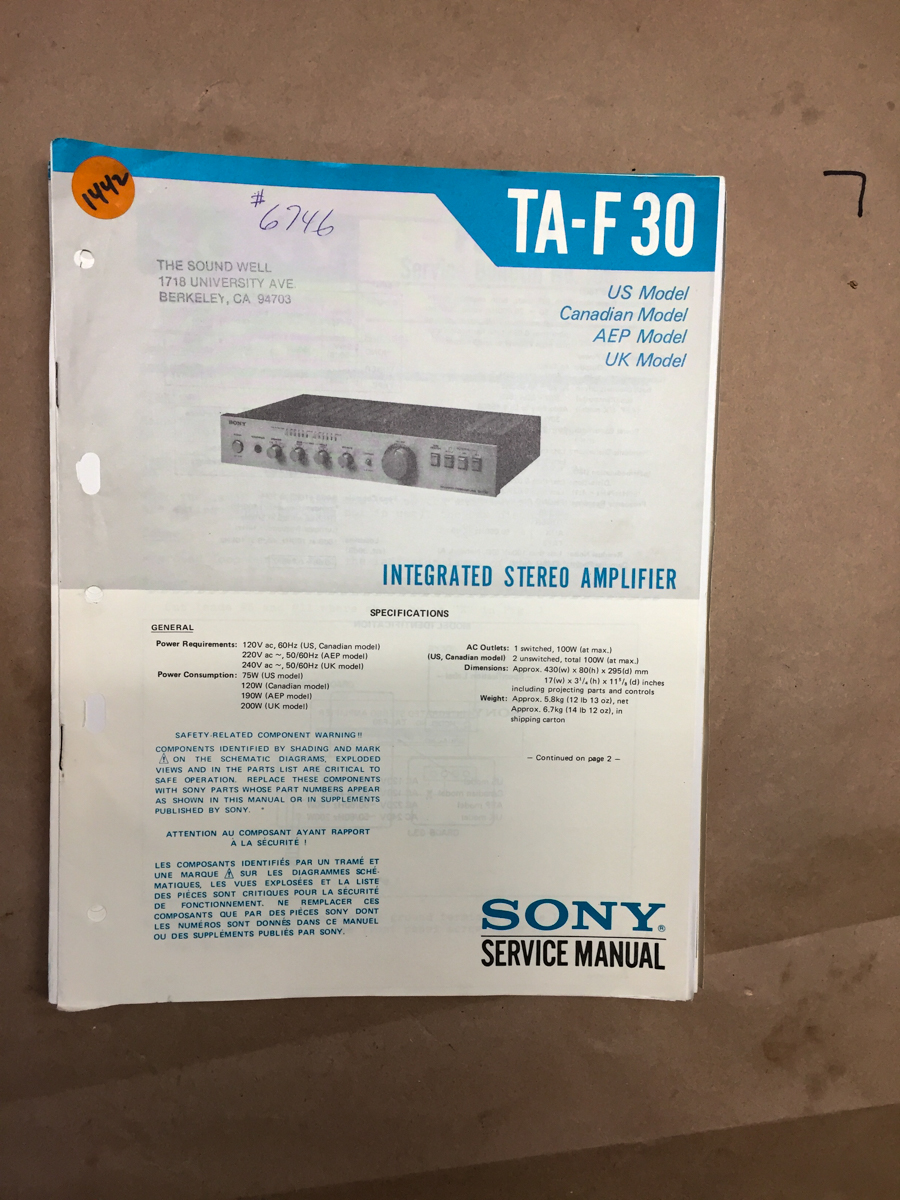 1442
#
6746
TA-F 30
THE SOUND WELL
1718 UNIVERSITY AVE.
BERKELEY, CA 94703
US Model
Canadian Model
AEP Model
UK Model
SONY
INTEGRATED STEREO AMPLIFIER
SPECIFICATIONS
GENERAL
Power Requirements: 120V ac, 60Hz (US, Canadian model)
220V ac ~, 50/60Hz (AEP model)
240V ac ~, 50/60Hz (UK model)
Power Consumption: 75W (US model)
120W (Canadian model)
190W (AEP model)
200W (UK model)
AC Outlets: 1 switched, 100W (at max.)
(US, Canadian model) 2 unswitched, total 100W (at max.)
Dimensions: Approx. 430(w) x 80(h) x 295(d) mm
17(w) x 3 1/4 (h) x 11 5/8 (d) inches
including projecting parts and controls
Weight: Approx. 5.8kg (12 lb 13 oz), net
Approx. 6.7kg (14 lb 12 oz), in
shipping carton
— Continued on page 2 —
SAFETY-RELATED COMPONENT WARNING!!
COMPONENTS IDENTIFIED BY SHADING AND MARK
⚠ ON THE SCHEMATIC DIAGRAMS, EXPLODED
VIEWS AND IN THE PARTS LIST ARE CRITICAL TO
SAFE OPERATION. REPLACE THESE COMPONENTS
WITH SONY PARTS WHOSE PART NUMBERS APPEAR
AS SHOWN IN THIS MANUAL OR IN SUPPLEMENTS
PUBLISHED BY SONY.
ATTENTION AU COMPOSANT AYANT RAPPORT
À LA SÉCURITÉ !
LES COMPOSANTS IDENTIFIÉS PAR UN TRAMÉ ET
UNE MARQUE ⚠ SUR LES DIAGRAMMES SCHÉ-
MATIQUES, LES VUES EXPLOSÉES ET LA LISTE
DES PIÉCES SONT CRITIQUES POUR LA SÉCURITÉ
DE FONCTIONNEMENT. NE REMPLACER CES
COMPOSANTS QUE PAR DES PIÉCES SONY DONT
LES NUMÉROS SONT DONNÉS DANS CE MANUEL
OU DES SUPPLÉMENTS PUBLIÉS PAR SONY.
SONY®
SERVICE MANUAL